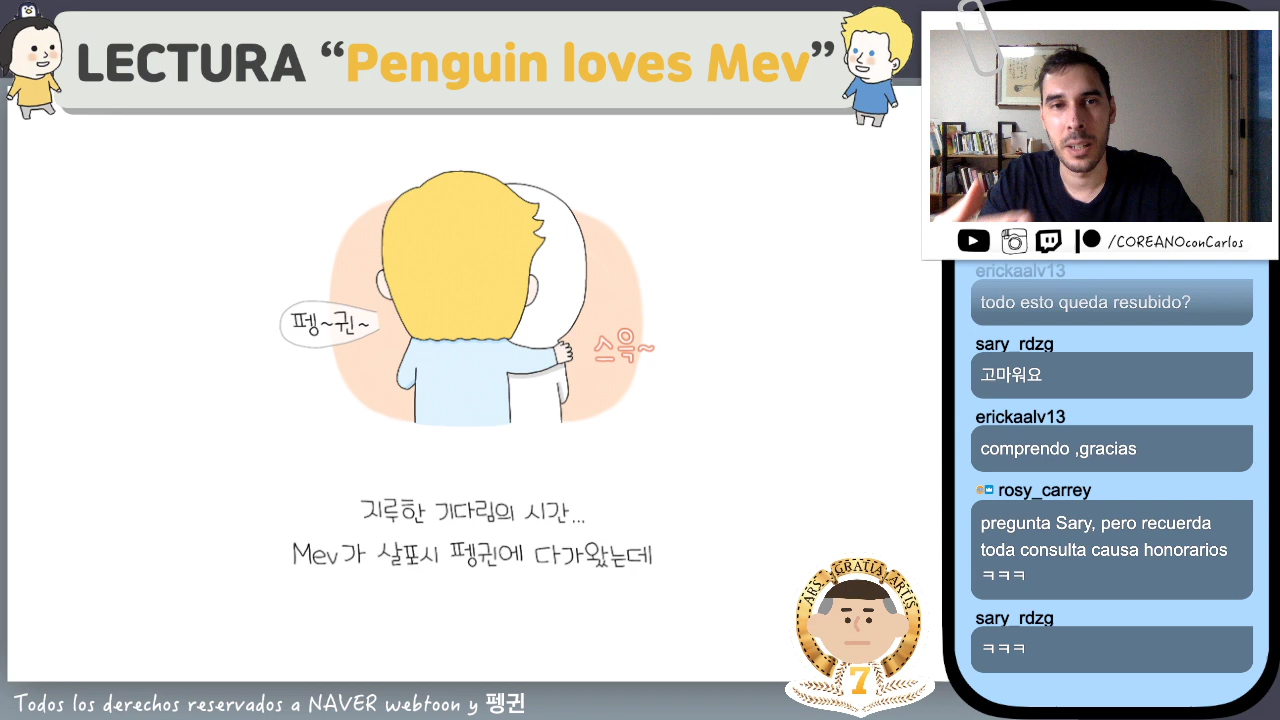 LECTURA “Penguin loves Mev”
펭~귄~
스윽~
지루한 기다림의 시간...
Mev가 살포시 펭귄에 다가왔는데
ARS GRATIA ARTIS
7
Todos los derechos reservados a NAVER webtoon y 펭귄
/COREANOconCarlos
erickaalv13
todo esto queda resubido?
sary_rdzg
고마워요
erickaalv13
comprendo ,gracias
rosy_carrey
pregunta Sary, pero recuerda
toda consulta causa honorarios
ㅋㅋㅋ
sary_rdzg
ㅋㅋㅋ